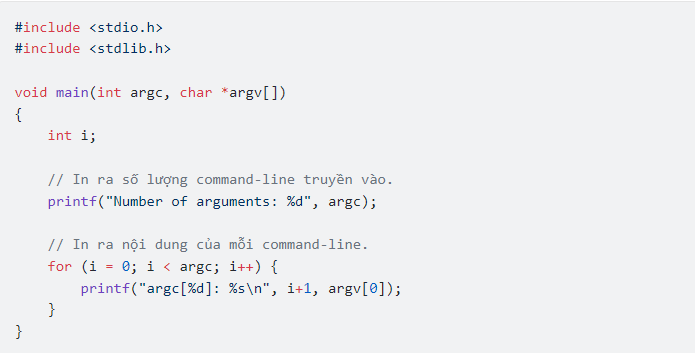 #include <stdio.h>
#include <stdlib.h>

void main(int argc, char *argv[])
{
    int i;

    // In ra số lượng command-line truyền vào.
    printf("Number of arguments: %d", argc);

    // In ra nội dung của mỗi command-line.
    for (i = 0; i < argc; i++) {
        printf("argc[%d]: %s\n", i+1, argv[0]);
    }
}